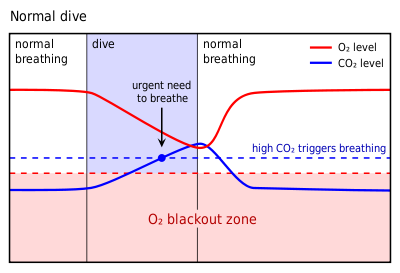 Normal dive
normal
breathing
dive
normal
breathing
O₂ level
CO₂ level
urgent need
to breathe
high CO₂ triggers breathing
O₂ blackout zone